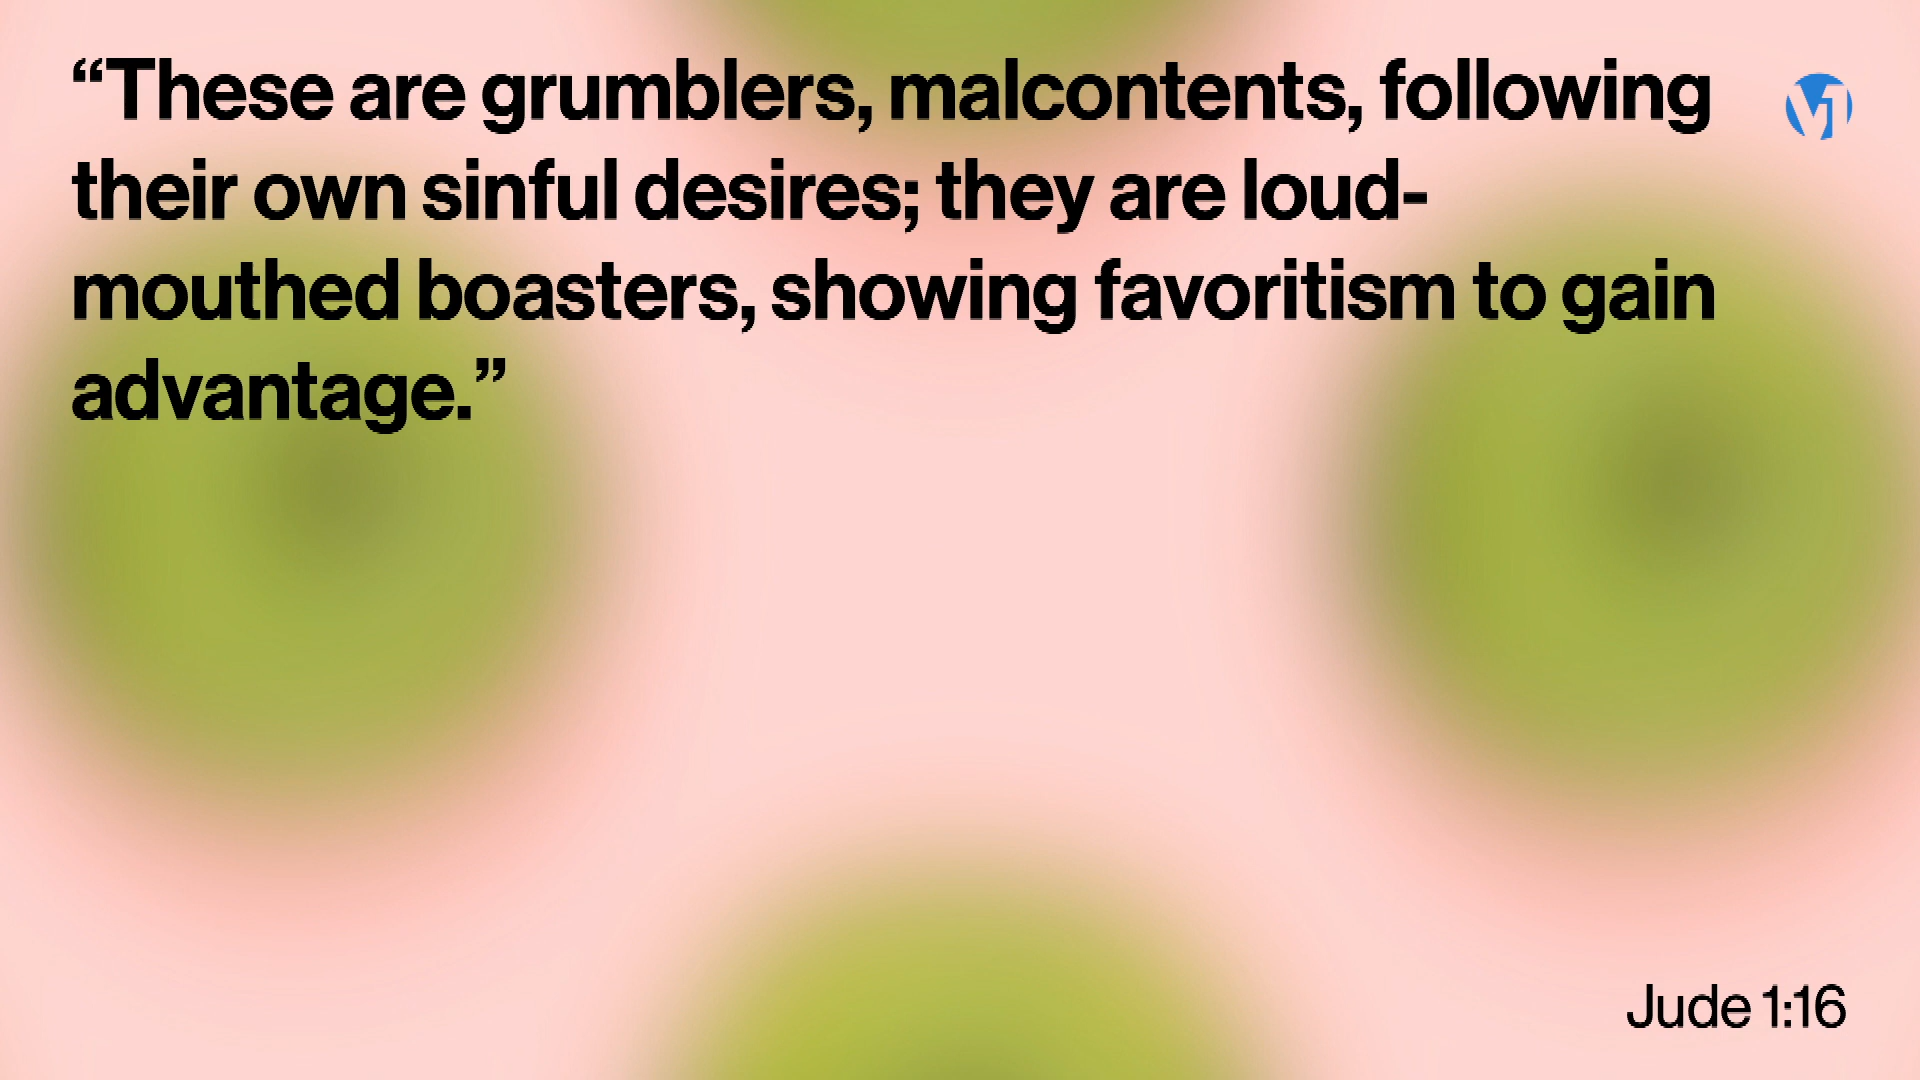 “These are grumblers, malcontents, following
their own sinful desires; they are loud-
mouthed boasters, showing favoritism to gain
advantage.”
Jude 1:16